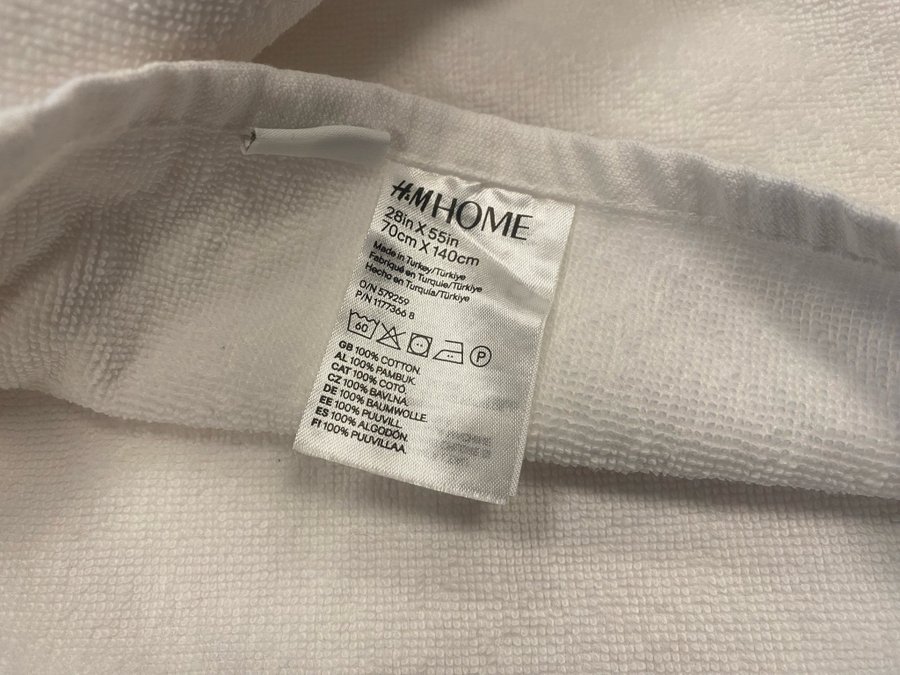 H&M HOME
28in X 55in
70cm X 140cm
Made in Turkey/Türkiye
Fabriqué en Turquie/Türkiye
Hecho en Turquía/Türkiye
O/N 579259
P/N 1177366 8
60 P
GB 100% COTTON.
AL 100% PAMBUK.
CAT 100% COTÓ.
CZ 100% BAVLNA.
DE 100% BAUMWOLLE.
EE 100% PUUVILL.
ES 100% ALGODÓN.
FI 100% PUUVILLAA.